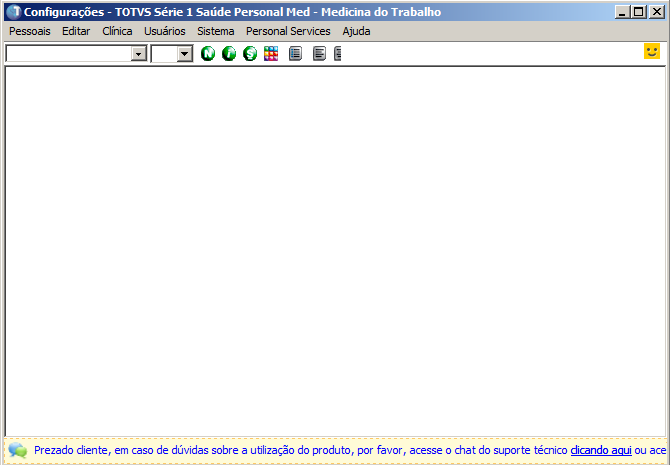 Configurações - TOTVS Série 1 Saúde Personal Med - Medicina do Trabalho
Pessoais Editar Clínica Usuários Sistema Personal Services Ajuda
N I S
Prezado cliente, em caso de dúvidas sobre a utilização do produto, por favor, acesse o chat do suporte técnico clicando aqui ou ace